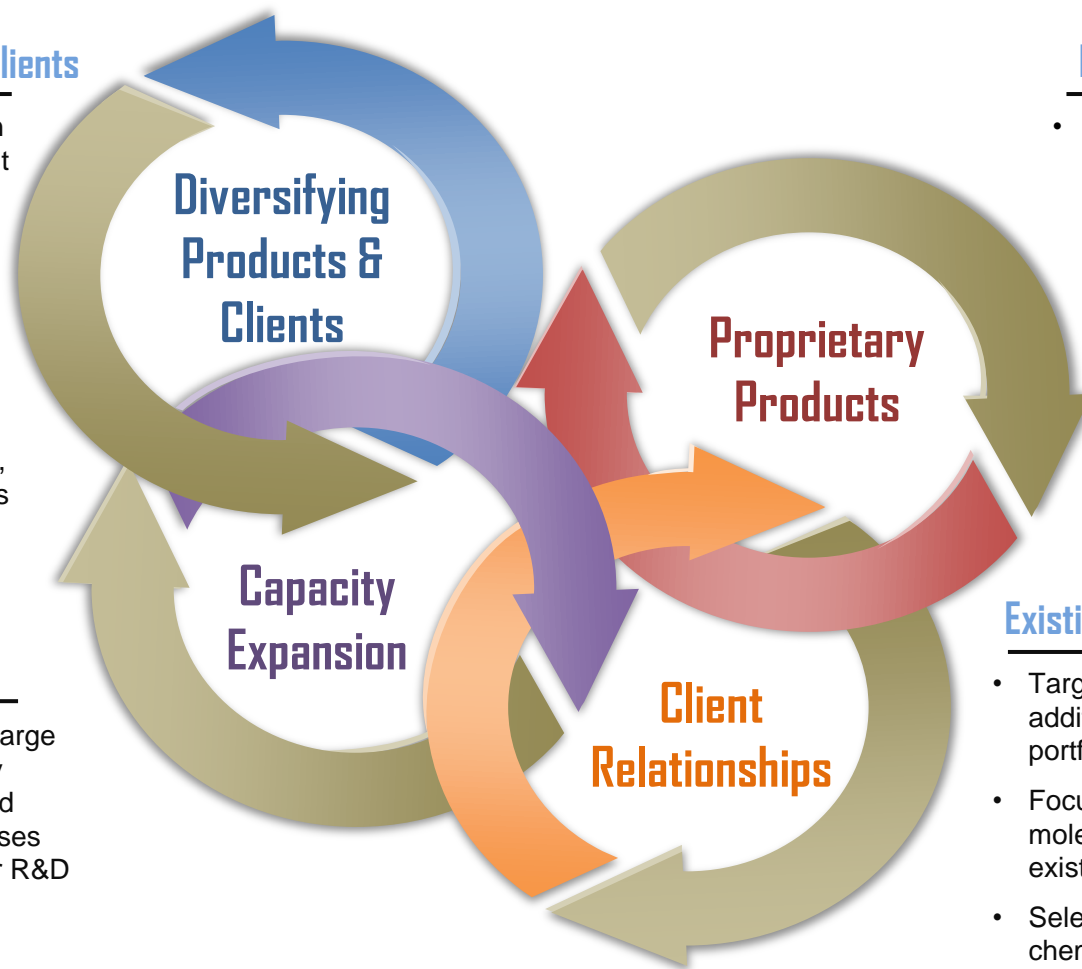 lients
t
Diversifying
Products &
Clients
Proprietary
Products
,
s
Capacity
Expansion
Client
Relationships
Existi
• Targ
addi
portf
arge
d
• Focu
mole
exist
ses
r R&D
• Sele
cher